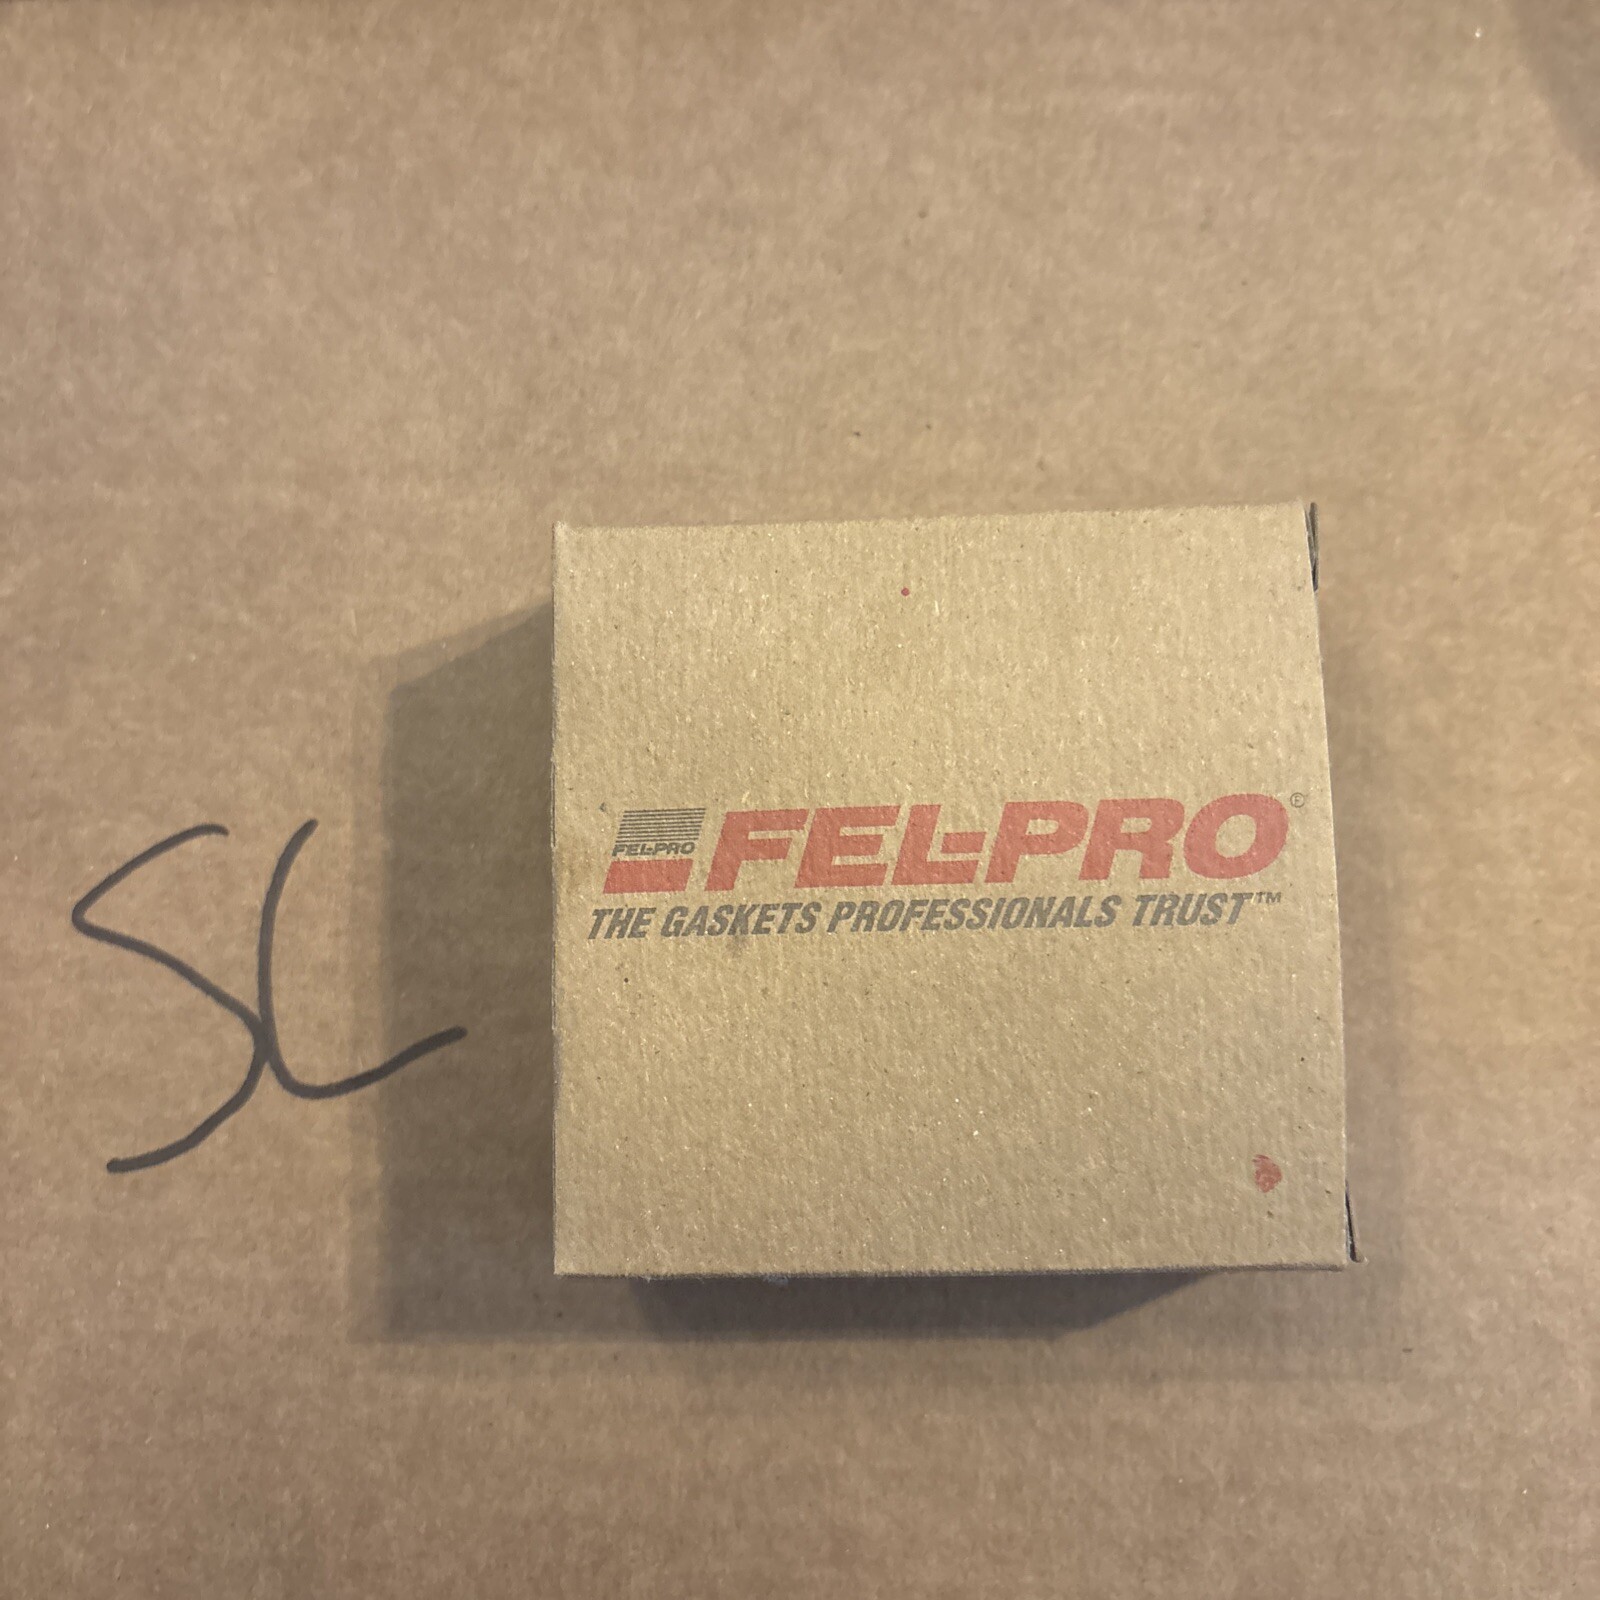 SL
FEL-PRO
FEL-PRO®
THE GASKETS PROFESSIONALS TRUST™